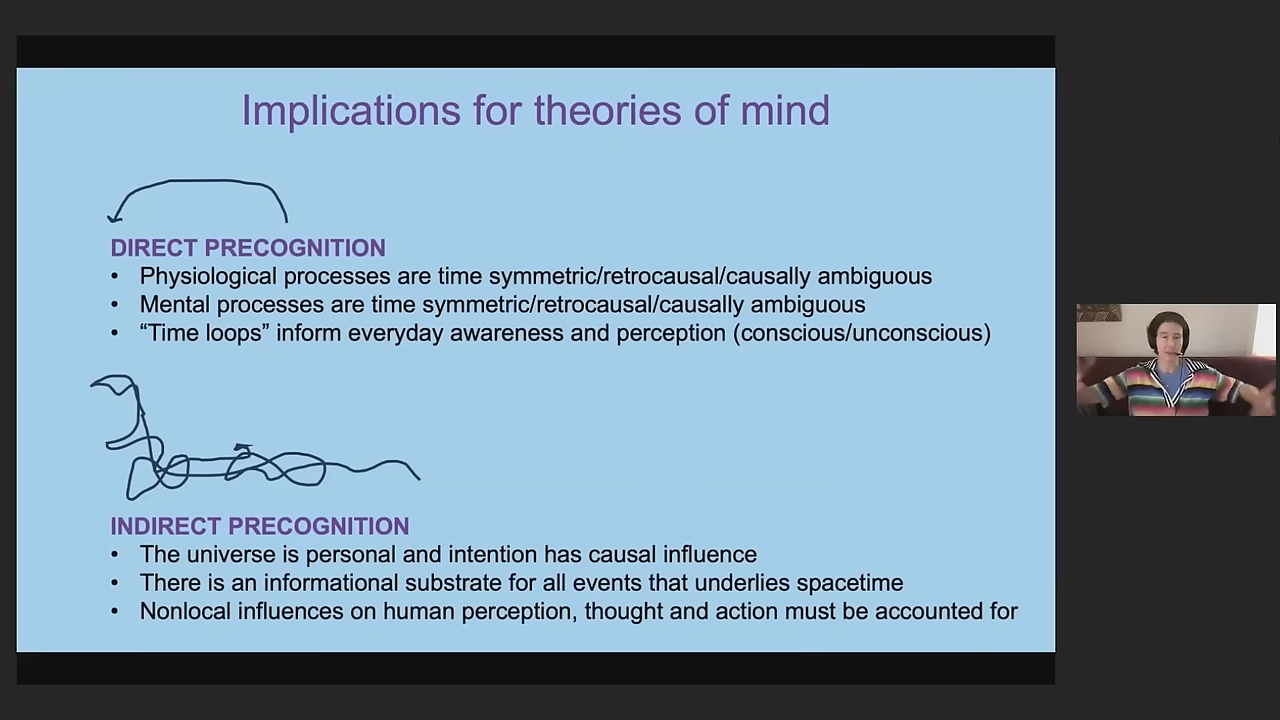 Implications for theories of mind
DIRECT PRECOGNITION
• Physiological processes are time symmetric/retrocausal/causally ambiguous
• Mental processes are time symmetric/retrocausal/causally ambiguous
• “Time loops” inform everyday awareness and perception (conscious/unconscious)
INDIRECT PRECOGNITION
• The universe is personal and intention has causal influence
• There is an informational substrate for all events that underlies spacetime
• Nonlocal influences on human perception, thought and action must be accounted for